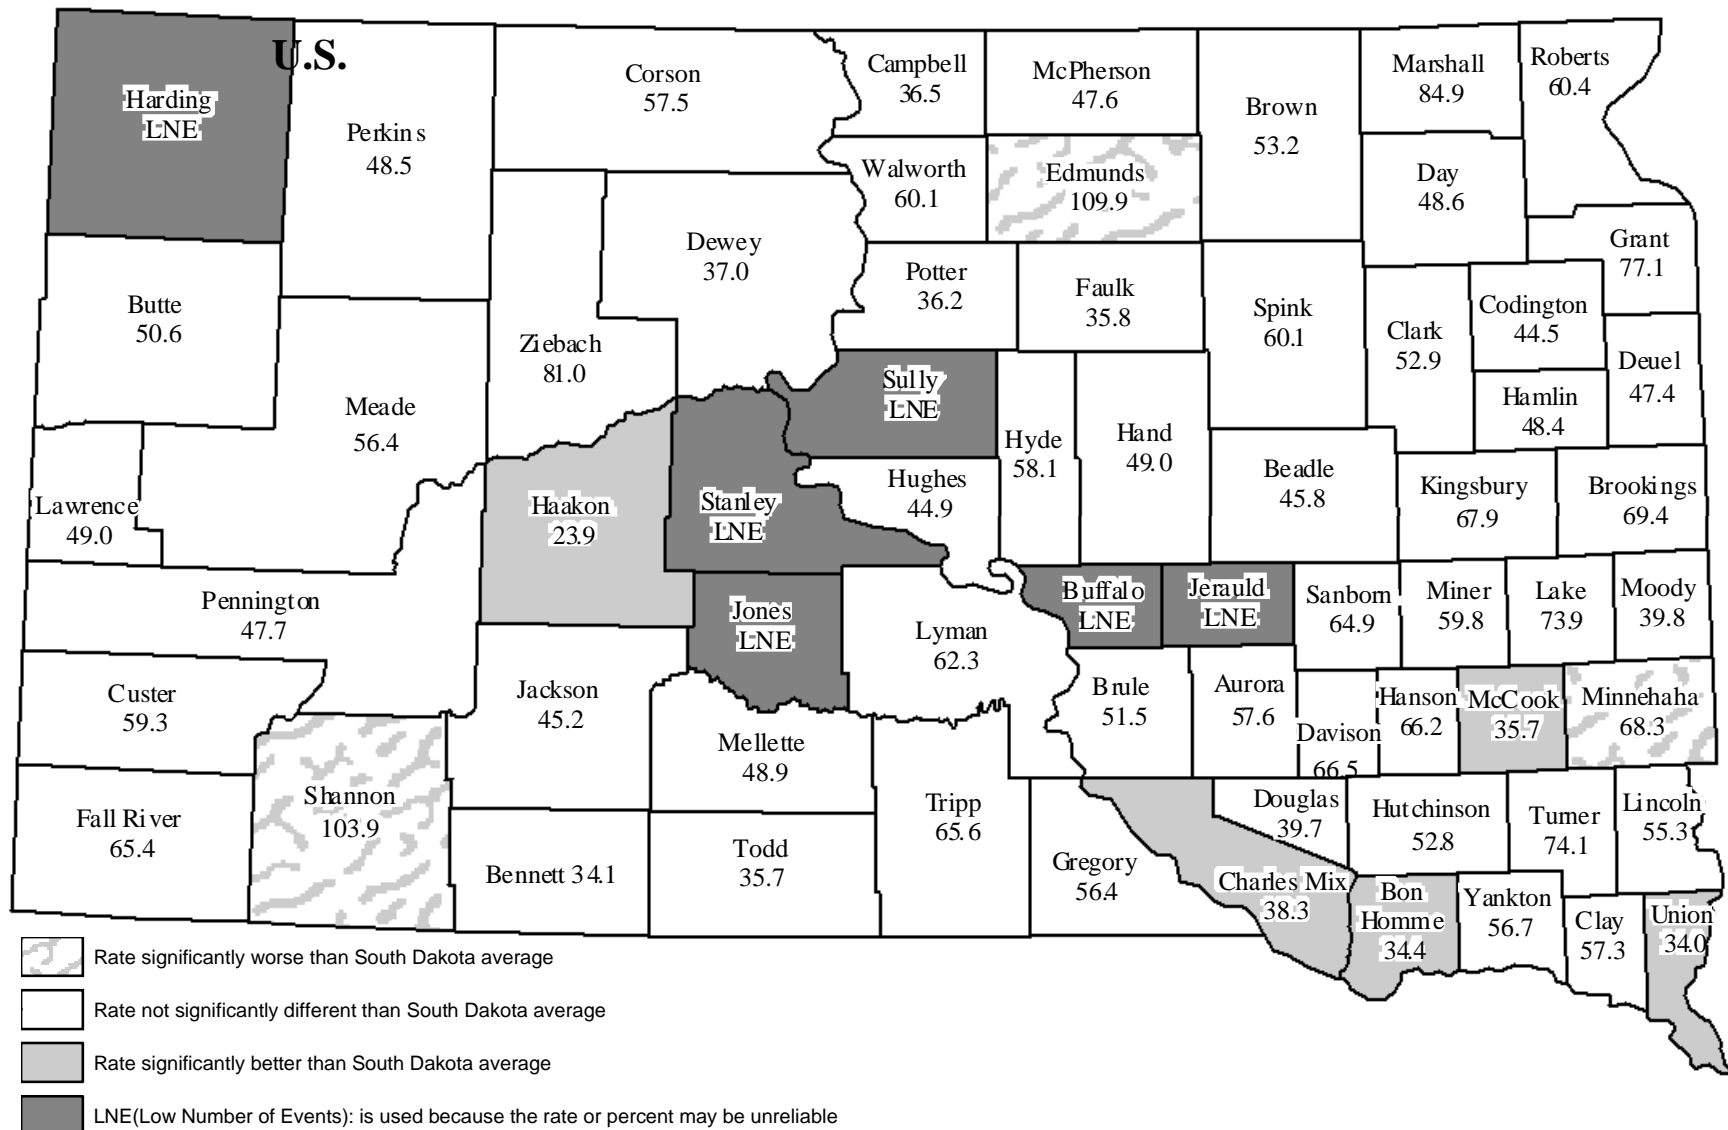 U.S.
Harding
LNE
Perkins
48.5
Corson
57.5
Campbell
36.5
McPherson
47.6
Brown
53.2
Marshall
84.9
Roberts
60.4
Walworth
60.1
Edmunds
109.9
Day
48.6
Grant
77.1
Butte
50.6
Dewey
37.0
Potter
36.2
Faulk
35.8
Spink
60.1
Clark
52.9
Codington
44.5
Deuel
47.4
Ziebach
81.0
Meade
56.4
Sully
LNE
Hyde
58.1
Hand
49.0
Hamlin
48.4
Beadle
45.8
Kingsbury
67.9
Brookings
69.4
Lawrence
49.0
Haakon
23.9
Stanley
LNE
Hughes
44.9
Pennington
47.7
Jones
LNE
Lyman
62.3
Buffalo
LNE
Jerauld
LNE
Sanborn
64.9
Miner
59.8
Lake
73.9
Moody
39.8
Custer
59.3
Jackson
45.2
Mellette
48.9
Brule
51.5
Aurora
57.6
Davison
66.5
Hanson
66.2
McCook
35.7
Minnehaha
68.3
Fall River
65.4
Shannon
103.9
Bennett 34.1
Todd
35.7
Tripp
65.6
Gregory
56.4
Charles Mix
38.3
Douglas
39.7
Hutchinson
52.8
Turner
74.1
Lincoln
55.3
Bon
Homme
34.4
Yankton
56.7
Clay
57.3
Union
34.0
Rate significantly worse than South Dakota average
Rate not significantly different than South Dakota average
Rate significantly better than South Dakota average
LNE(Low Number of Events): is used because the rate or percent may be unreliable